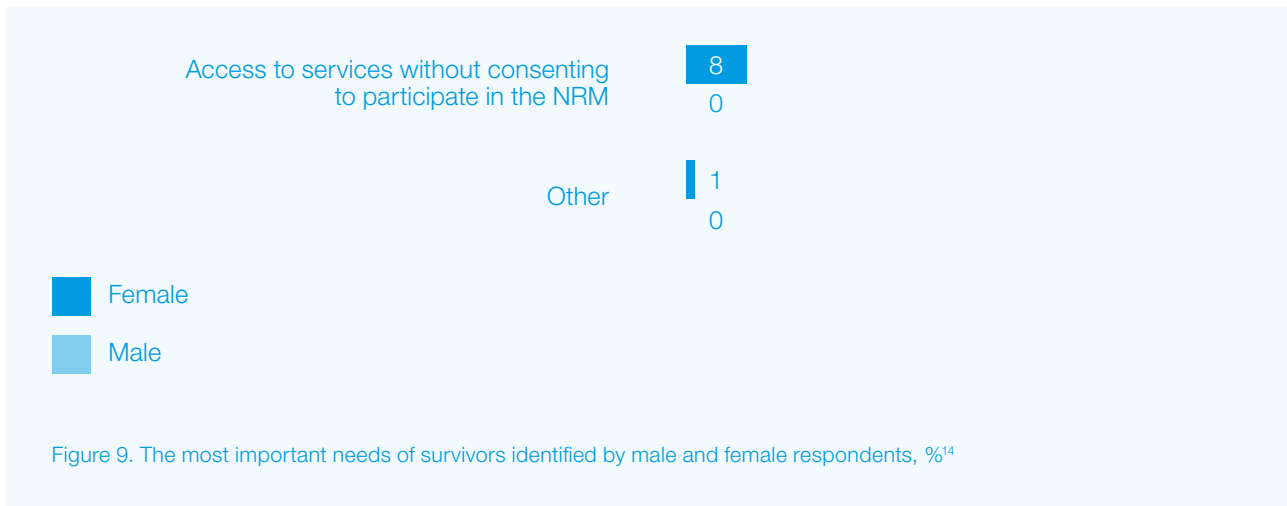 Access to services without consenting
to participate in the NRM
8
0
Other
1
0
Female
Male
Figure 9. The most important needs of survivors identified by male and female respondents, %¹⁴